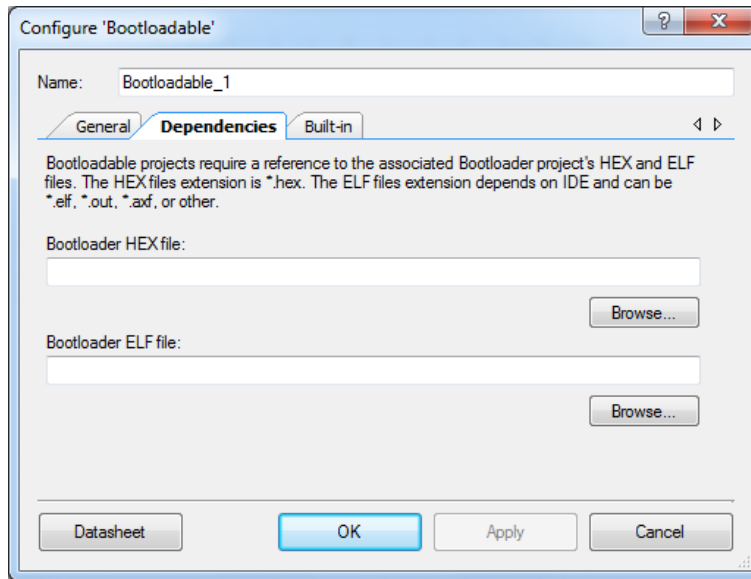 Configure 'Bootloadable'
Name: Bootloadable_1
General Dependencies Built-in
Bootloadable projects require a reference to the associated Bootloader project's HEX and ELF
files. The HEX files extension is *.hex. The ELF files extension depends on IDE and can be
*.elf, *.out, *.axf, or other.
Bootloader HEX file:
Browse...
Bootloader ELF file:
Browse...
Datasheet OK Apply Cancel